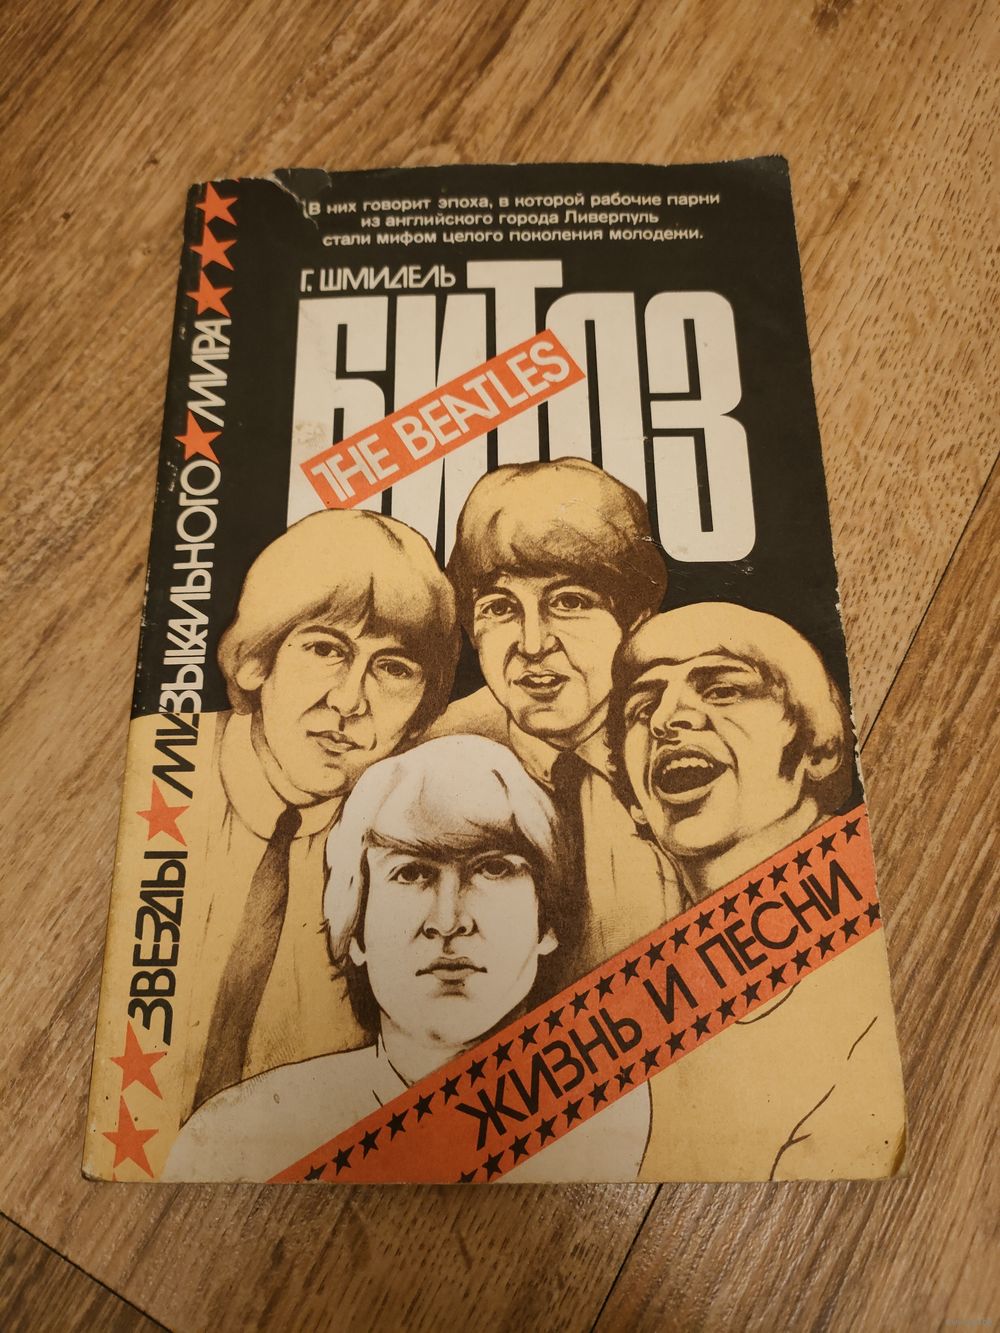 В них говорит эпоха, в которой рабочие парни
из английского города Ливерпуль
стали мифом целого поколения молодежи.
Г. ШМИДЕЛЬ
БИТЛЗ
THE BEATLES
ЖИЗНЬ И ПЕСНИ
ЗВЕЗДЫ МУЗЫКАЛЬНОГО МИРА